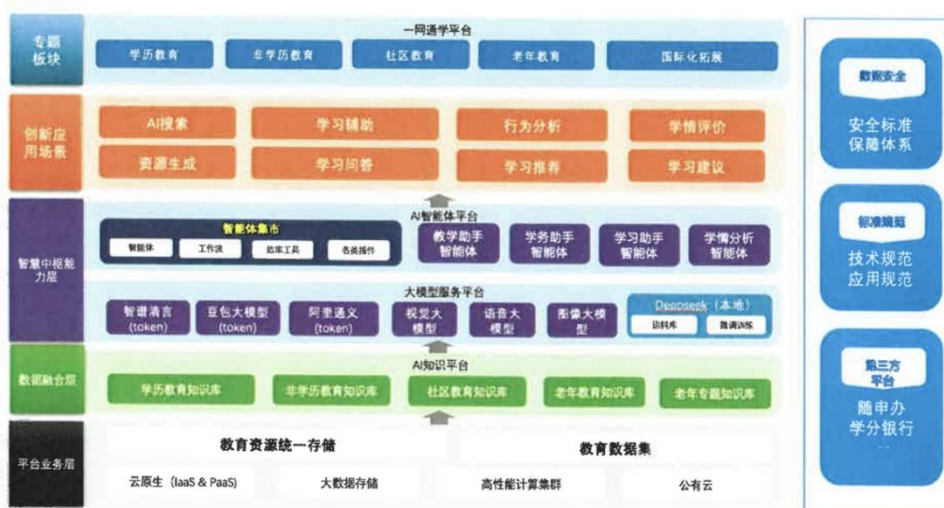 专题
板块
一网通学平台
学历教育
非学历教育
社区教育
老年教育
国际化拓展
创新应
用场景
AI搜索
学习辅助
行为分析
学情评价
资源生成
学习问答
学习推荐
学习建议
智慧中枢能
力层
AI智能体平台
智能体集市
智能体
工作流
效率工具
各类插件
教学助手
智能体
学务助手
智能体
学习助手
智能体
学情分析
智能体
大模型服务平台
智谱清言
(token)
豆包大模型
(token)
阿里通义
(token)
视觉大
模型
语音大
模型
图像大模
型
Deepseek（本地）
语料库
微调训练
数据融合层
AI知识平台
学历教育知识库
非学历教育知识库
社区教育知识库
老年教育知识库
老年专题知识库
平台业务层
教育资源统一存储
教育数据集
云原生（IaaS & PaaS）
大数据存储
高性能计算集群
公有云
数据安全
安全标准
保障体系
标准规范
技术规范
应用规范
第三方
平台
随申办
学分银行
...